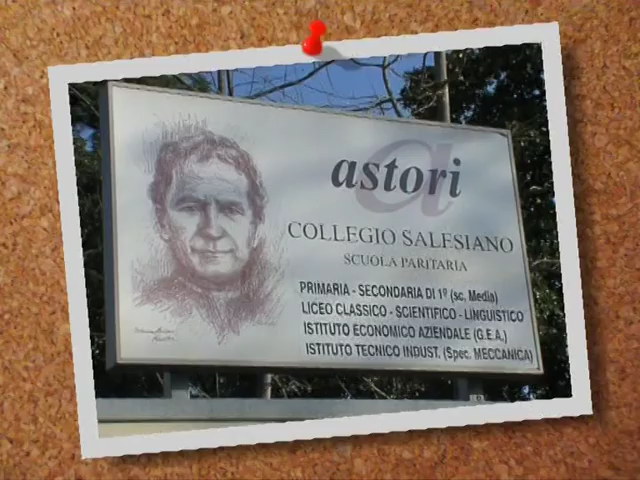 astori
COLLEGIO SALESIANO
SCUOLA PARITARIA
PRIMARIA - SECONDARIA DI 1º (sc. Media)
LICEO CLASSICO - SCIENTIFICO - LINGUISTICO
ISTITUTO ECONOMICO AZIENDALE (G.E.A.)
ISTITUTO TECNICO INDUST. (Spec. MECCANICA)